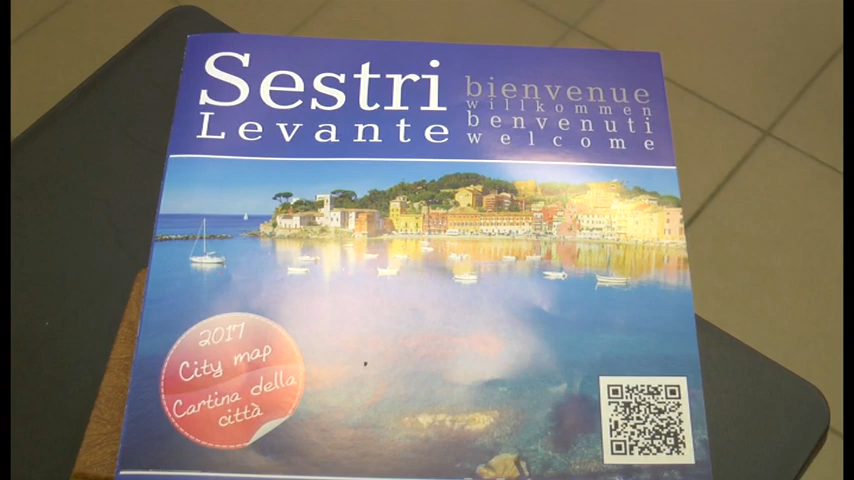 Sestri
Levante
bienvenue
willkommen
benvenuti
welcome
2017
City map
Cartina della
città